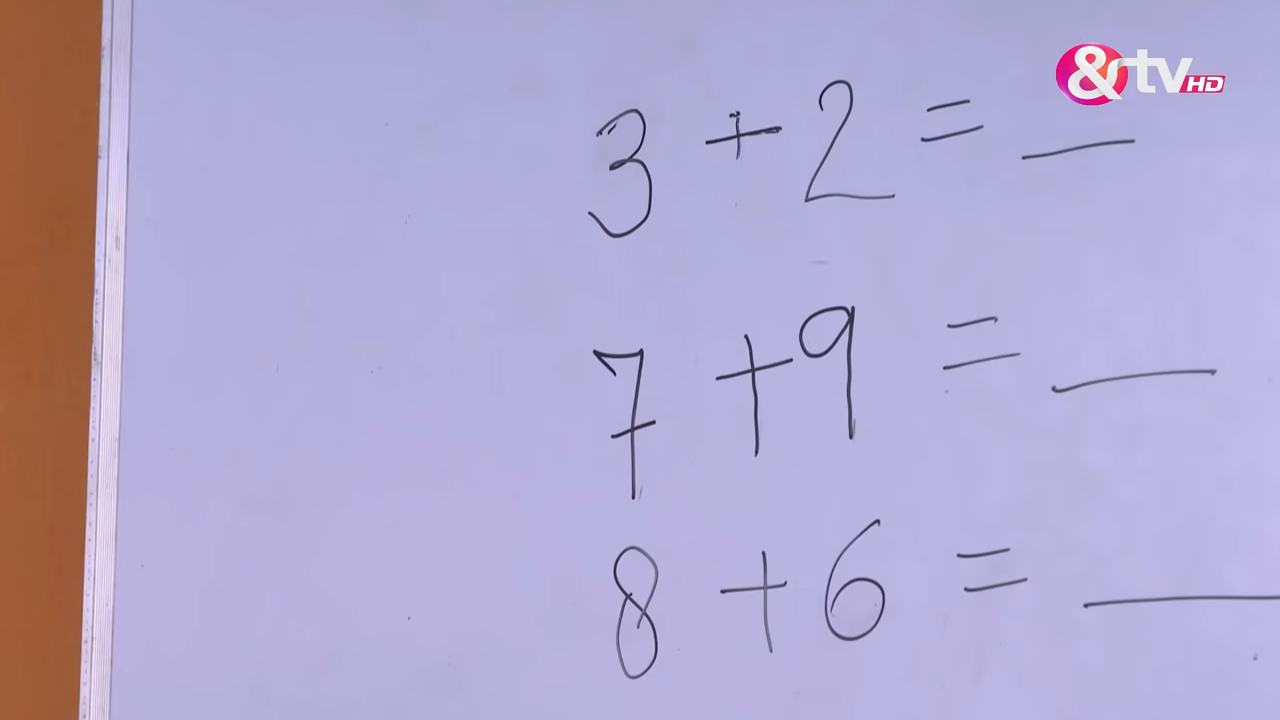 &tv HD
3 + 2 = __
7 + 9 = __
8 + 6 = __